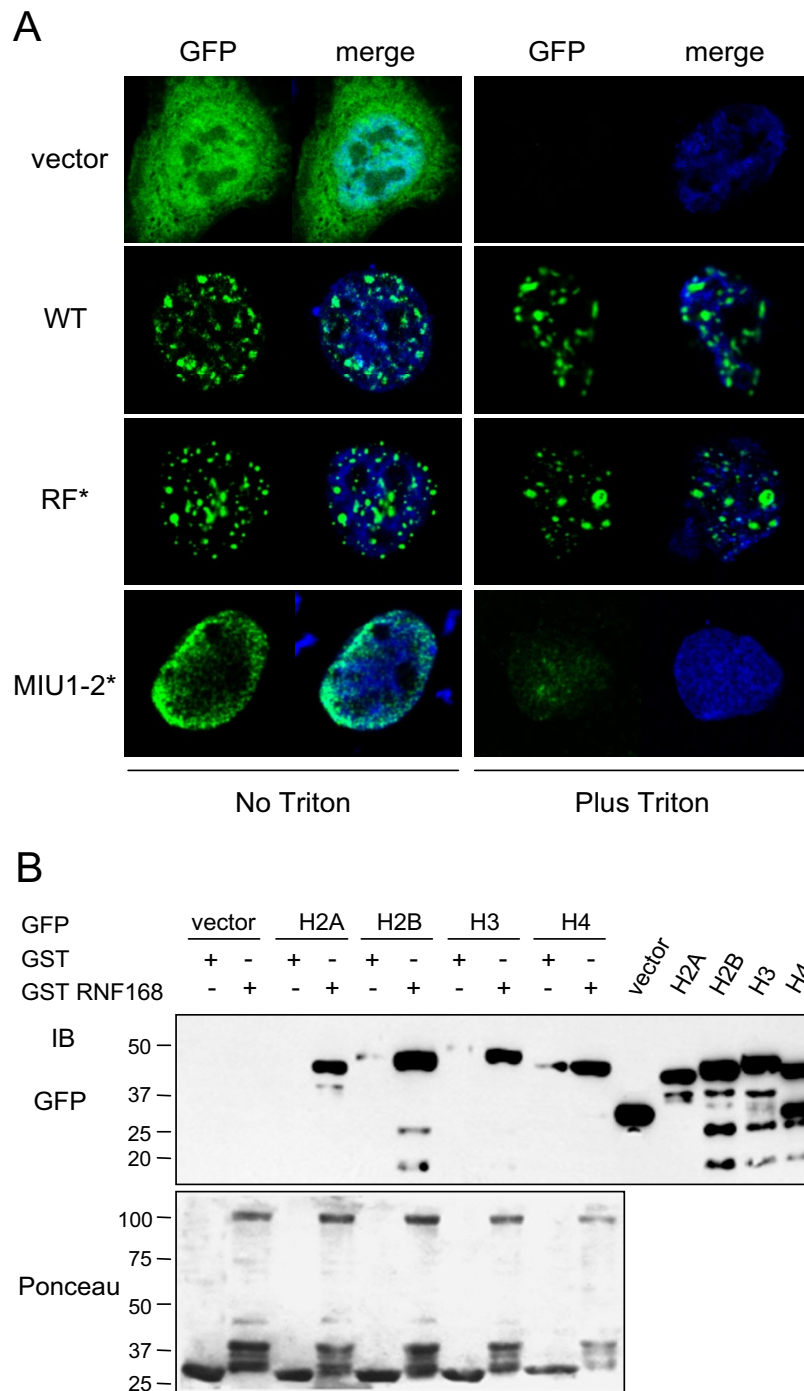 A
GFP merge GFP merge
vector
WT
RF*
MIU1-2*
No Triton Plus Triton
B
GFP vector H2A H2B H3 H4
GST + - + - + - + - + -
GST RNF168 - + - + - + - + - +
vector H2A H2B H3 H4
IB
GFP
50
37
25
20
Ponceau
100
75
50
37
25